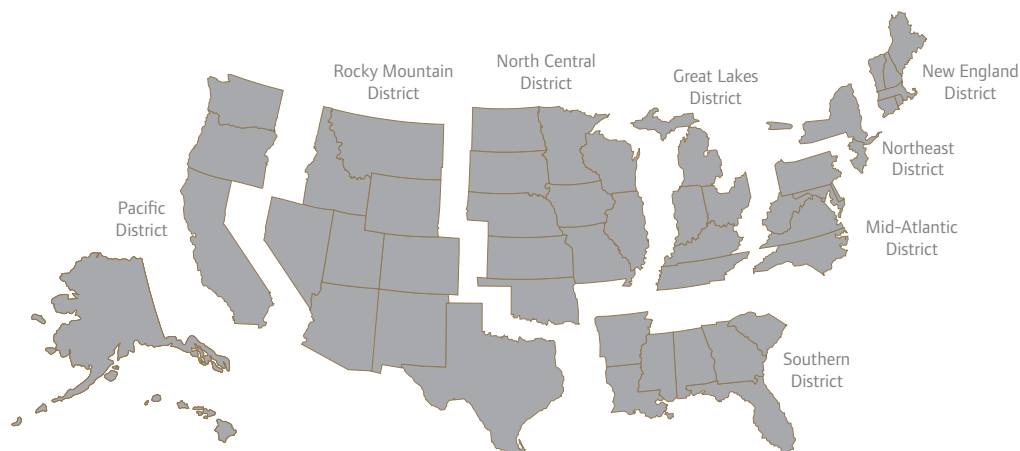 North Central
District
Rocky Mountain
District
Great Lakes
District
New England
District
Northeast
District
Pacific
District
Mid-Atlantic
District
Southern
District